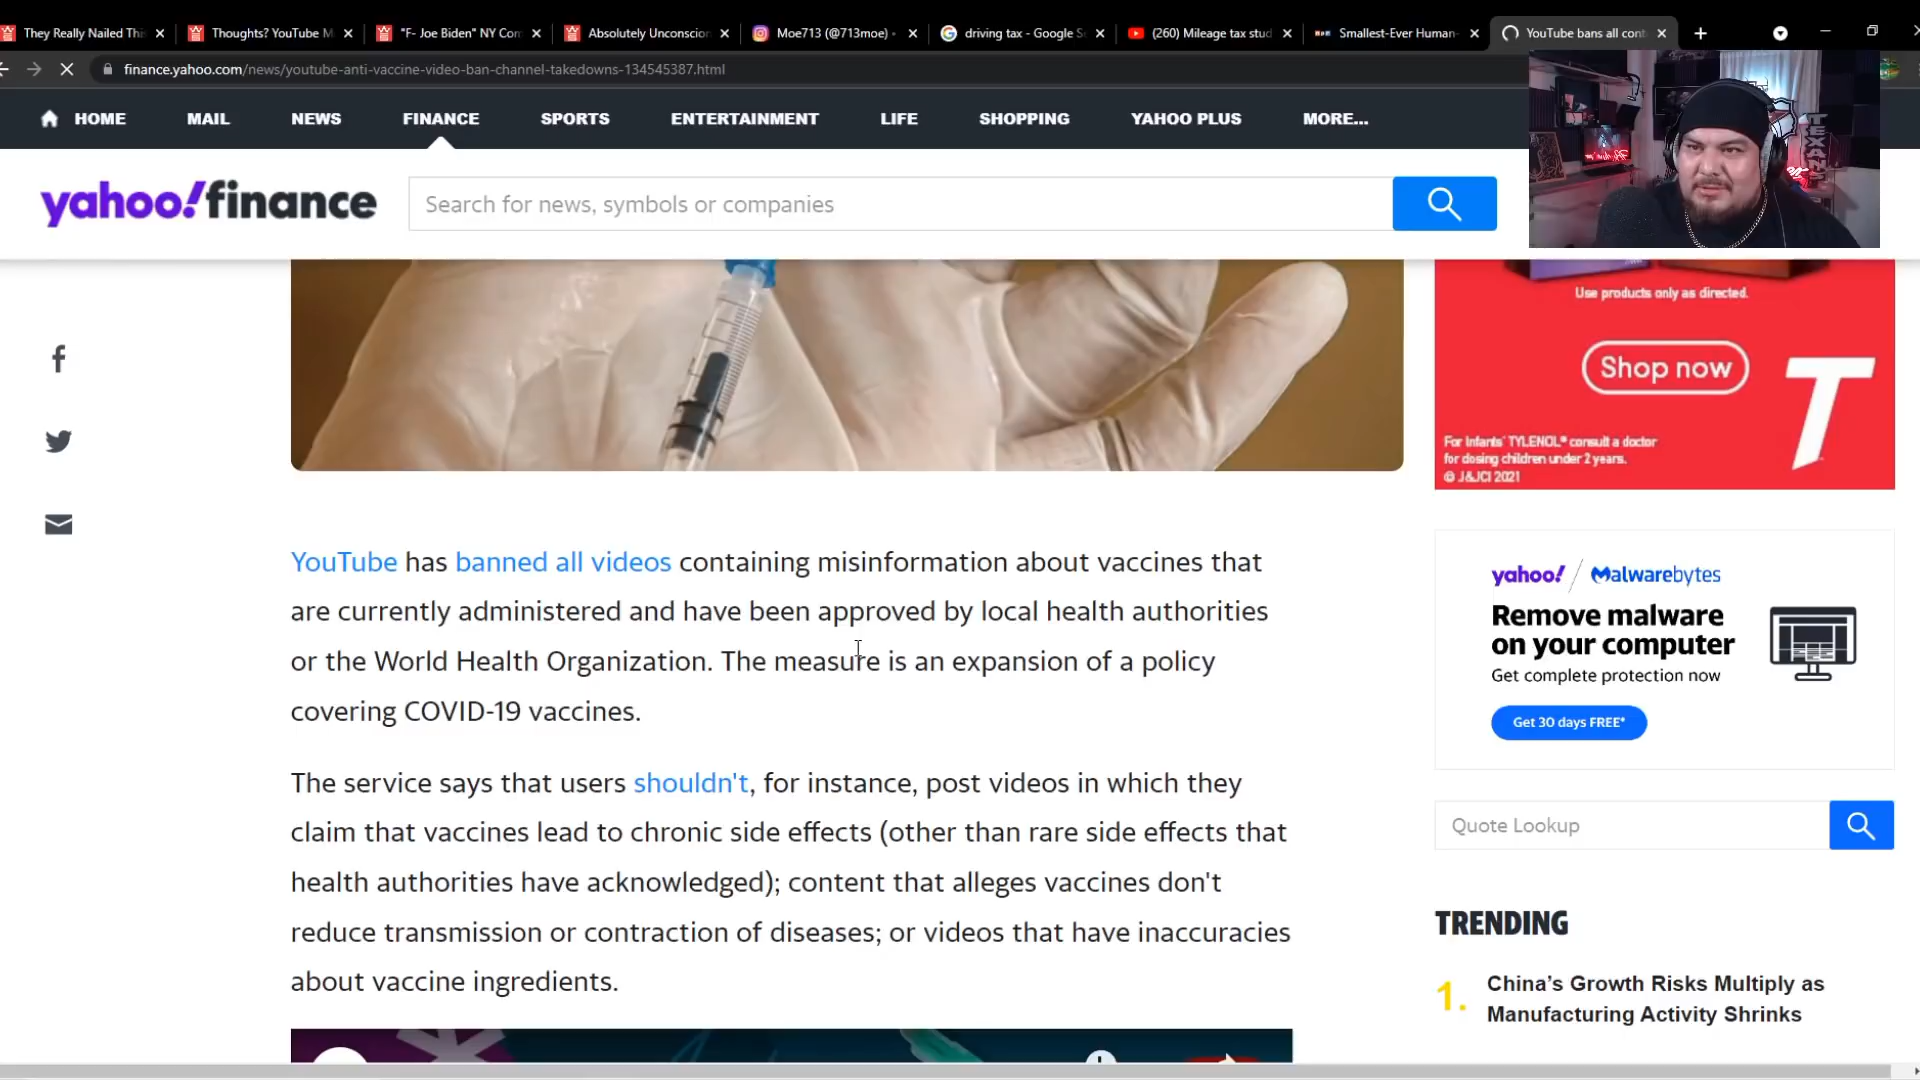 They Really Nailed Thi
Thoughts? YouTube M
"F- Joe Biden" NY Com
Absolutely Unconscion
Moe713 (@713moe) •
driving tax - Google Se
(260) Mileage tax stud
Smallest-Ever Human-
YouTube bans all cont
finance.yahoo.com/news/youtube-anti-vaccine-video-ban-channel-takedowns-134545387.html
HOME
MAIL
NEWS
FINANCE
SPORTS
ENTERTAINMENT
LIFE
SHOPPING
YAHOO PLUS
MORE...
yahoo!finance
Search for news, symbols or companies
TEXANS
Use products only as directed.
Shop now
For Infants' TYLENOL® consult a doctor
for dosing children under 2 years.
© J&JCI 2021
T
YouTube has banned all videos containing misinformation about vaccines that
are currently administered and have been approved by local health authorities
or the World Health Organization. The measure is an expansion of a policy
covering COVID-19 vaccines.
The service says that users shouldn't, for instance, post videos in which they
claim that vaccines lead to chronic side effects (other than rare side effects that
health authorities have acknowledged); content that alleges vaccines don't
reduce transmission or contraction of diseases; or videos that have inaccuracies
about vaccine ingredients.
yahoo! / Malwarebytes
Remove malware
on your computer
Get complete protection now
Get 30 days FREE*
Quote Lookup
TRENDING
1. China's Growth Risks Multiply as
Manufacturing Activity Shrinks